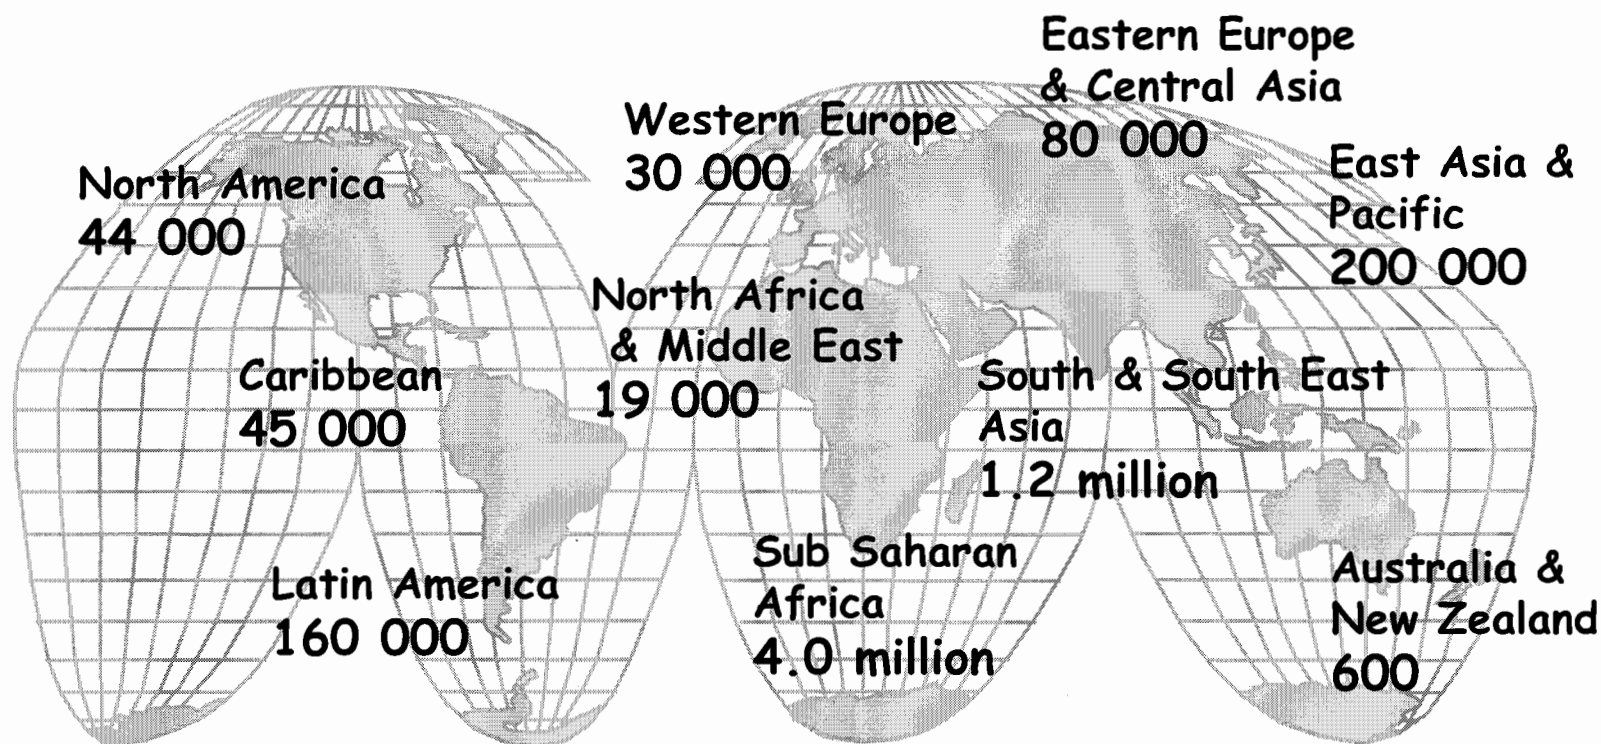 Eastern Europe
& Central Asia
80 000
Western Europe
30 000
East Asia &
Pacific
200 000
North America
44 000
North Africa
& Middle East
19 000
Caribbean
45 000
South & South East
Asia
1.2 million
Sub Saharan
Africa
4.0 million
Latin America
160 000
Australia &
New Zealand
600